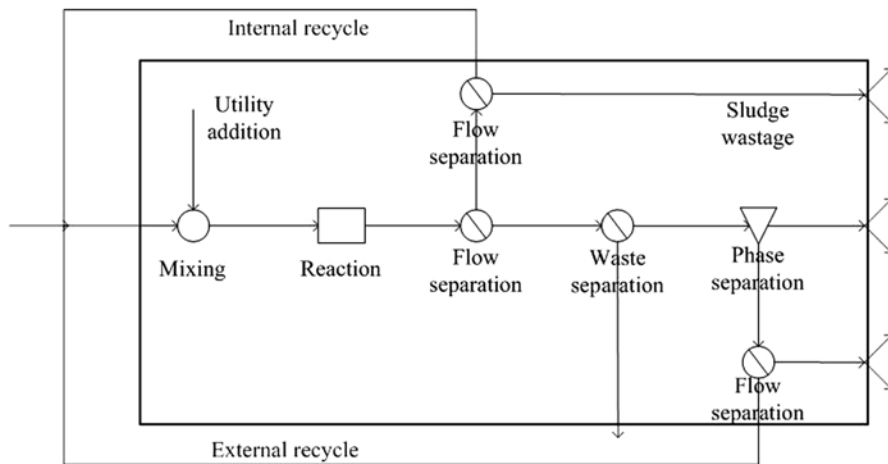 Internal recycle
Utility
addition
Flow
separation
Sludge
wastage
Mixing
Reaction
Flow
separation
Waste
separation
Phase
separation
Flow
separation
External recycle